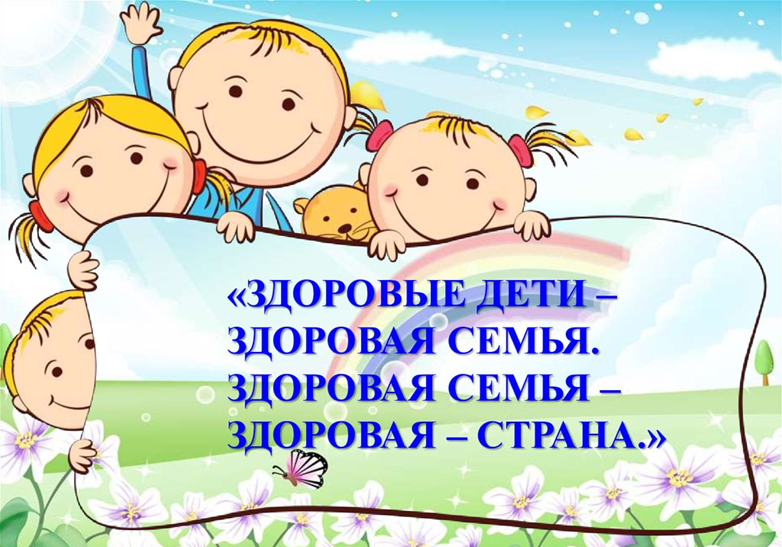 «ЗДОРОВЫЕ ДЕТИ –
ЗДОРОВАЯ СЕМЬЯ.
ЗДОРОВАЯ СЕМЬЯ –
ЗДОРОВАЯ – СТРАНА.»